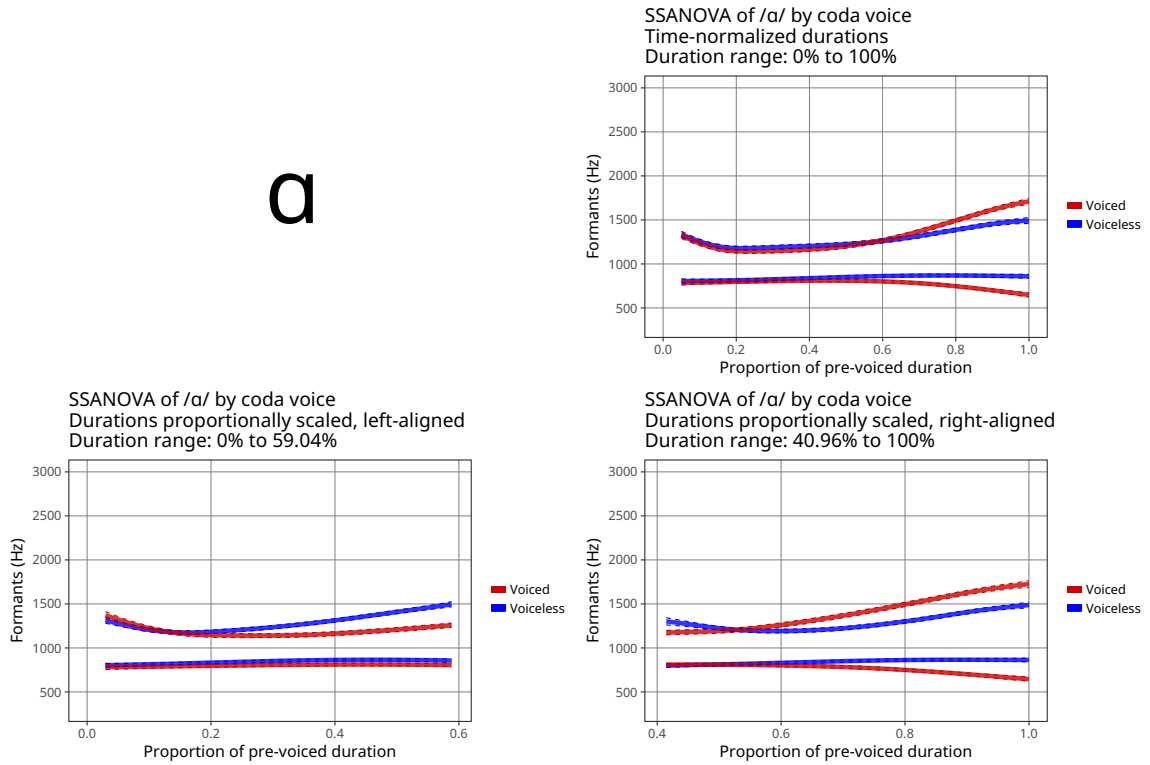 ɑ
SSANOVA of /ɑ/ by coda voice
Time-normalized durations
Duration range: 0% to 100%
Formants (Hz)
3000
2500
2000
1500
1000
500
0.0 0.2 0.4 0.6 0.8 1.0
Proportion of pre-voiced duration
Voiced
Voiceless
SSANOVA of /ɑ/ by coda voice
Durations proportionally scaled, left-aligned
Duration range: 0% to 59.04%
Formants (Hz)
3000
2500
2000
1500
1000
500
0.0 0.2 0.4 0.6
Proportion of pre-voiced duration
Voiced
Voiceless
SSANOVA of /ɑ/ by coda voice
Durations proportionally scaled, right-aligned
Duration range: 40.96% to 100%
Formants (Hz)
3000
2500
2000
1500
1000
500
0.4 0.6 0.8 1.0
Proportion of pre-voiced duration
Voiced
Voiceless